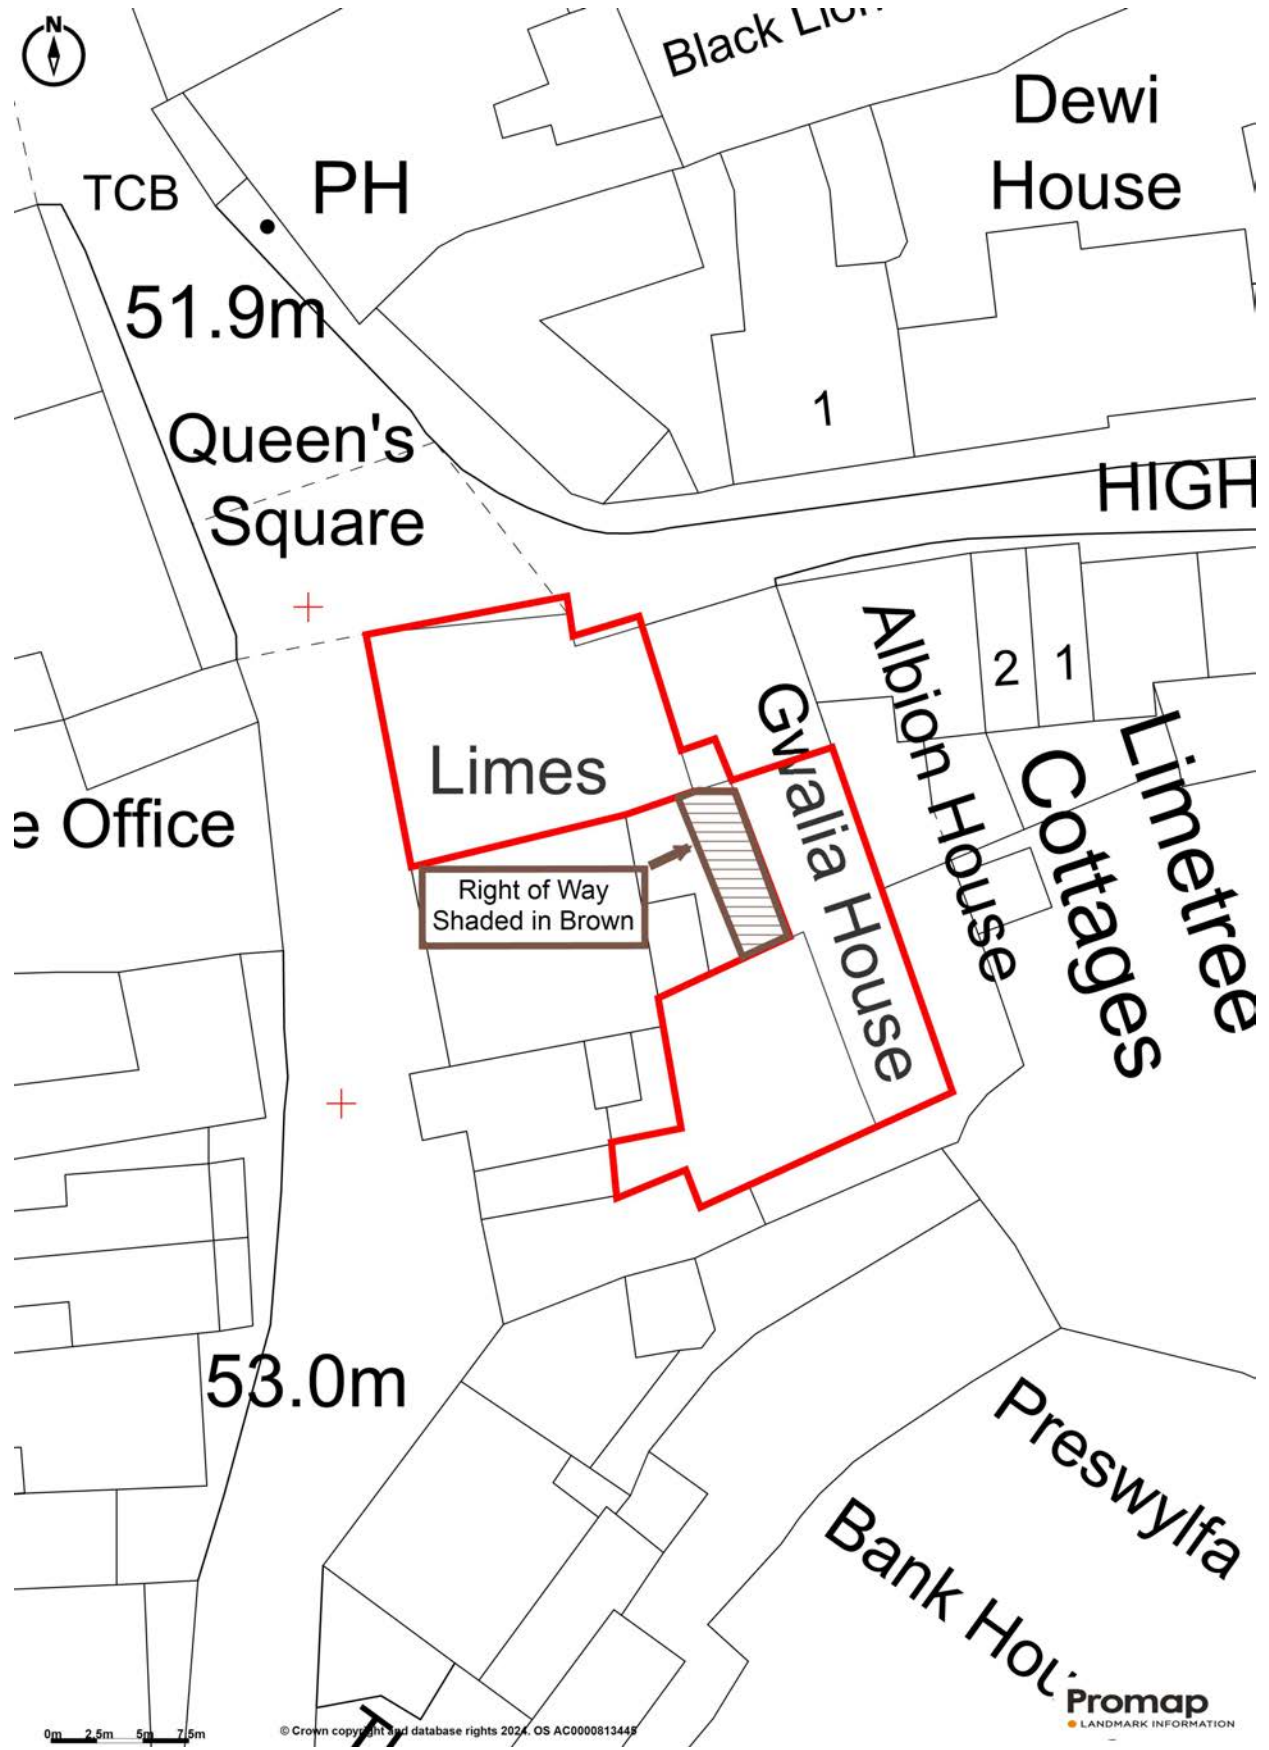 N
Black Lion
Dewi
House
TCB
PH
51.9m
1
Queen's
Square
HIGH
Limes
Gwalia House
Albion House
2
1
Limetree
Cottages
e Office
Right of Way
Shaded in Brown
53.0m
Preswylfa
Bank Hou
0m 2.5m 5m 7.5m
© Crown copyright and database rights 2024. OS AC0000813445
Promap
LANDMARK INFORMATION